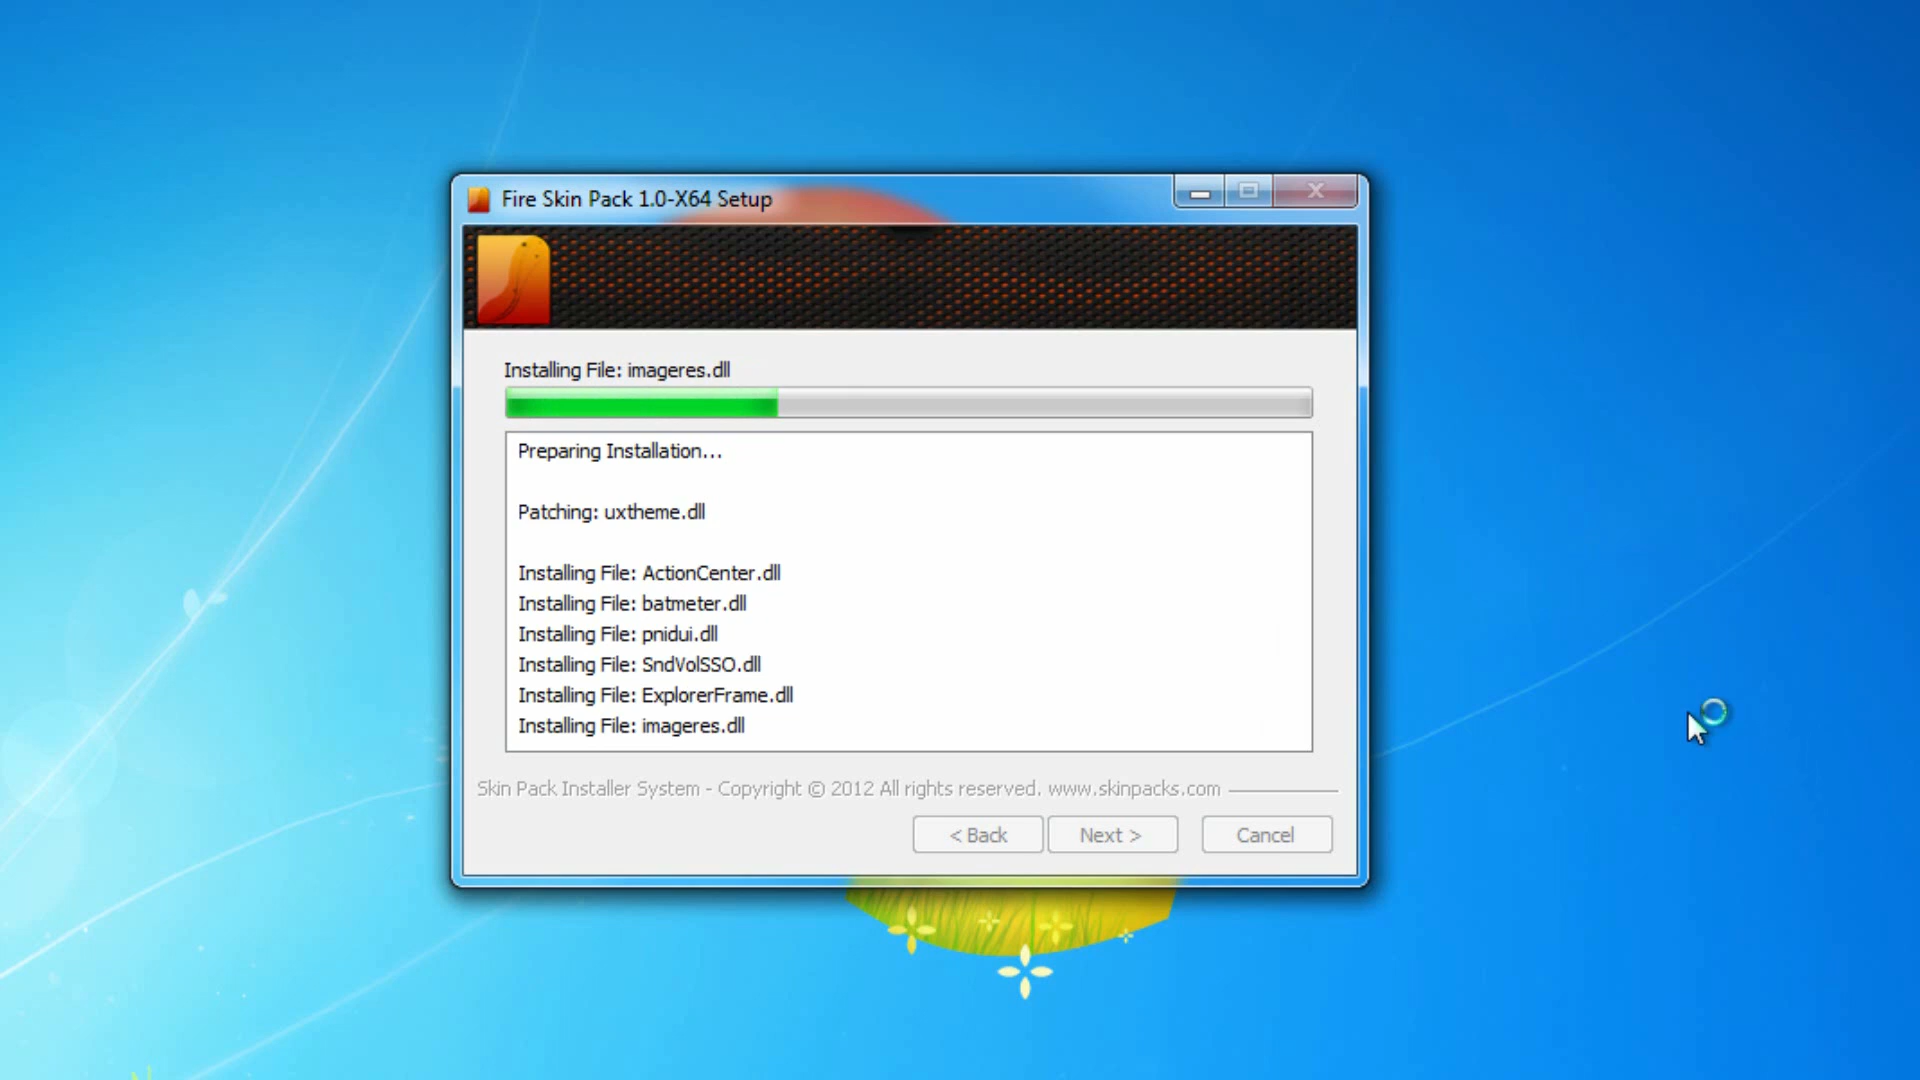 Fire Skin Pack 1.0-X64 Setup
Installing File: imageres.dll
Preparing Installation...
Patching: uxtheme.dll
Installing File: ActionCenter.dll
Installing File: batmeter.dll
Installing File: pnidui.dll
Installing File: SndVolSSO.dll
Installing File: ExplorerFrame.dll
Installing File: imageres.dll
Skin Pack Installer System - Copyright © 2012 All rights reserved. www.skinpacks.com
< Back Next > Cancel